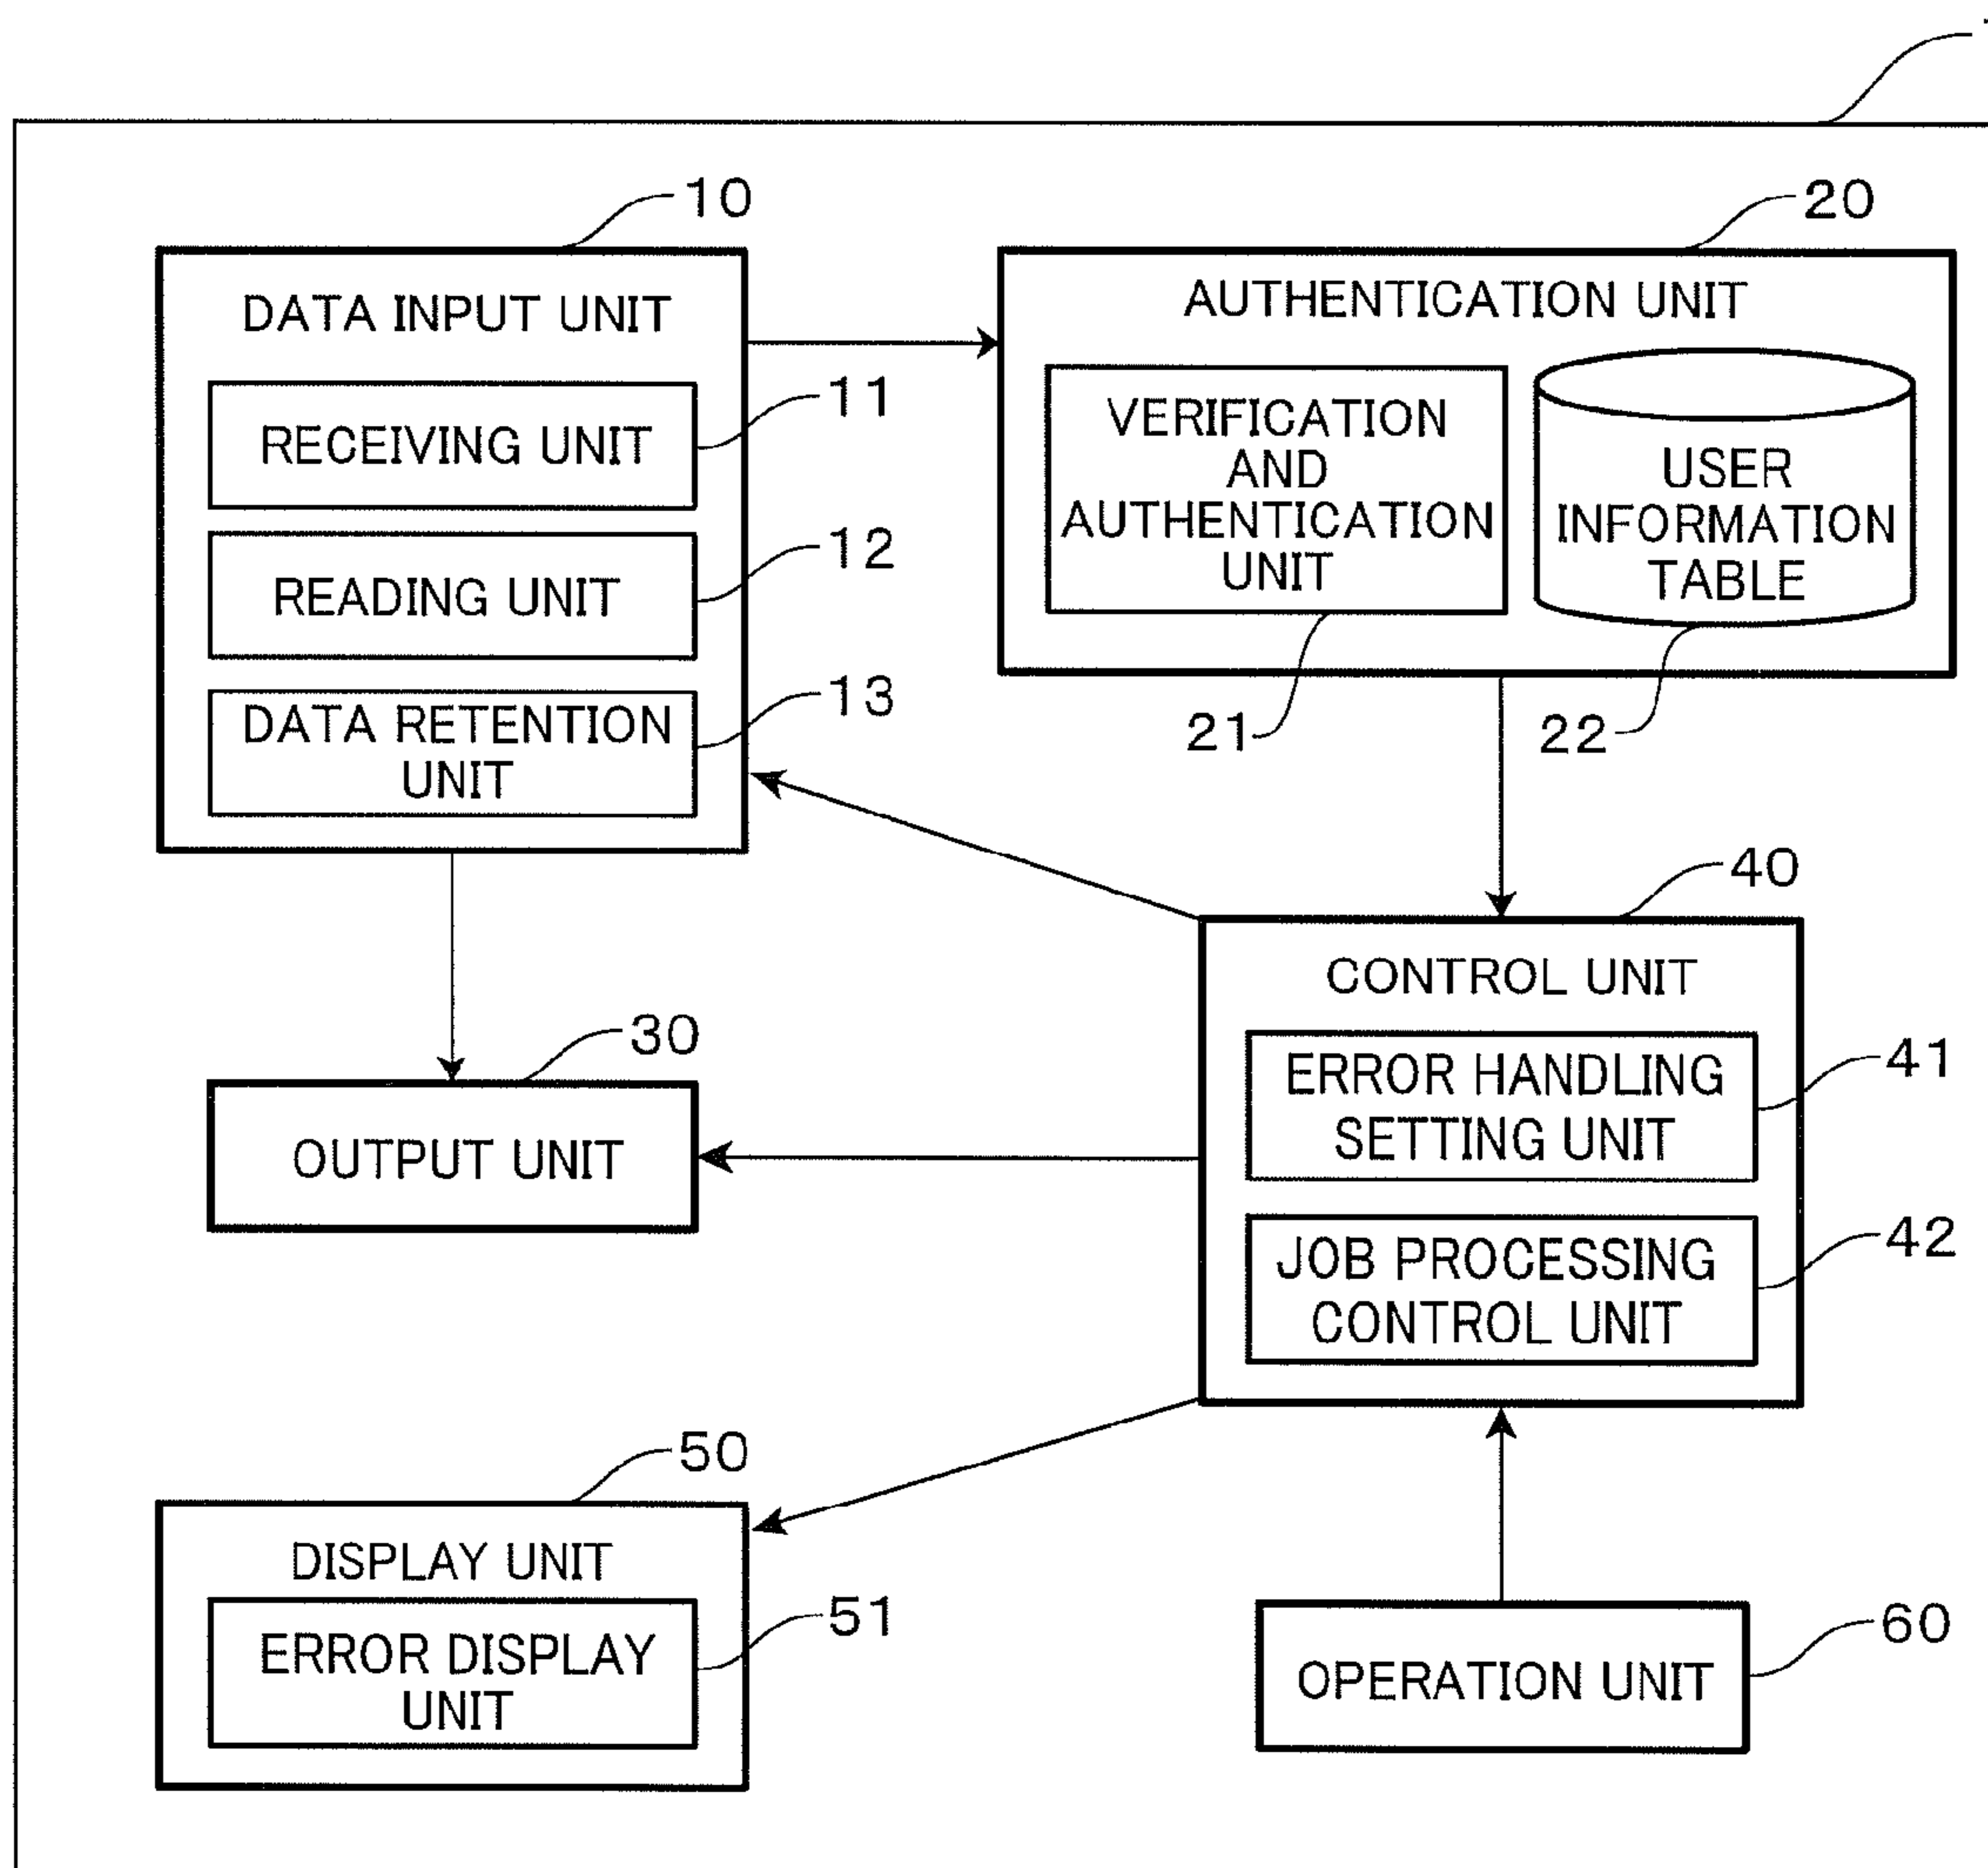 10
DATA INPUT UNIT
RECEIVING UNIT
11
READING UNIT
12
DATA RETENTION
UNIT
13
20
AUTHENTICATION UNIT
VERIFICATION
AND
AUTHENTICATION
UNIT
21
USER
INFORMATION
TABLE
22
30
OUTPUT UNIT
40
CONTROL UNIT
ERROR HANDLING
SETTING UNIT
41
JOB PROCESSING
CONTROL UNIT
42
50
DISPLAY UNIT
ERROR DISPLAY
UNIT
51
OPERATION UNIT
60